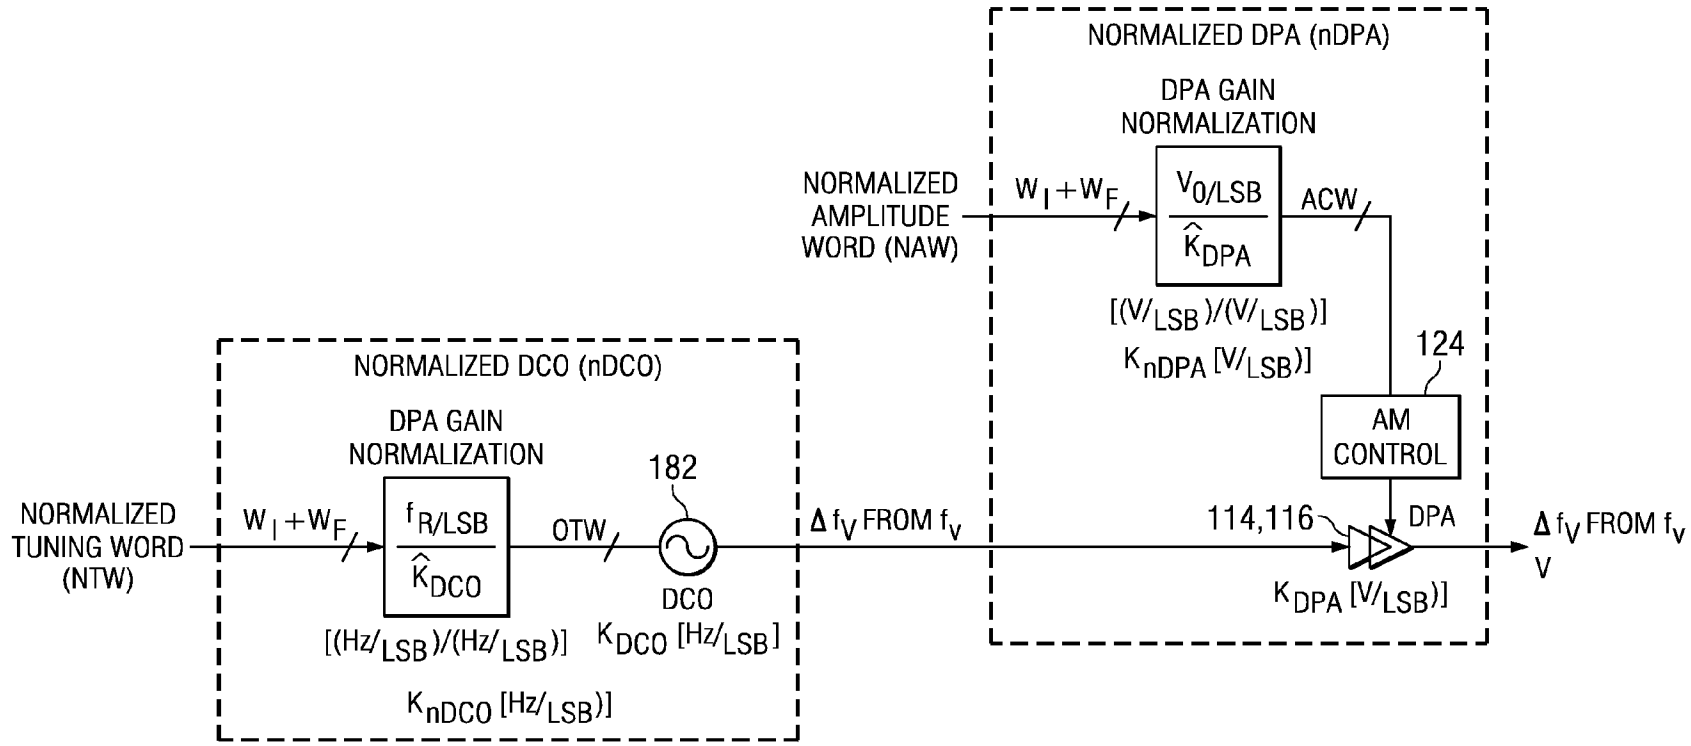 NORMALIZED DPA (nDPA)
DPA GAIN
NORMALIZATION
NORMALIZED
AMPLITUDE
WORD (NAW)
W_I + W_F
V_0/LSB
K̂_DPA
ACW
[(V/LSB)/(V/LSB)]
K_nDPA [V/LSB)]
124
AM
CONTROL
NORMALIZED DCO (nDCO)
DPA GAIN
NORMALIZATION
NORMALIZED
TUNING WORD
(NTW)
W_I + W_F
f_R/LSB
K̂_DCO
OTW
182
DCO
K_DCO [Hz/LSB]
[(Hz/LSB)/(Hz/LSB)]
K_nDCO [Hz/LSB)]
Δ f_V FROM f_v
114,116
DPA
K_DPA [V/LSB)]
Δ f_V FROM f_v
V